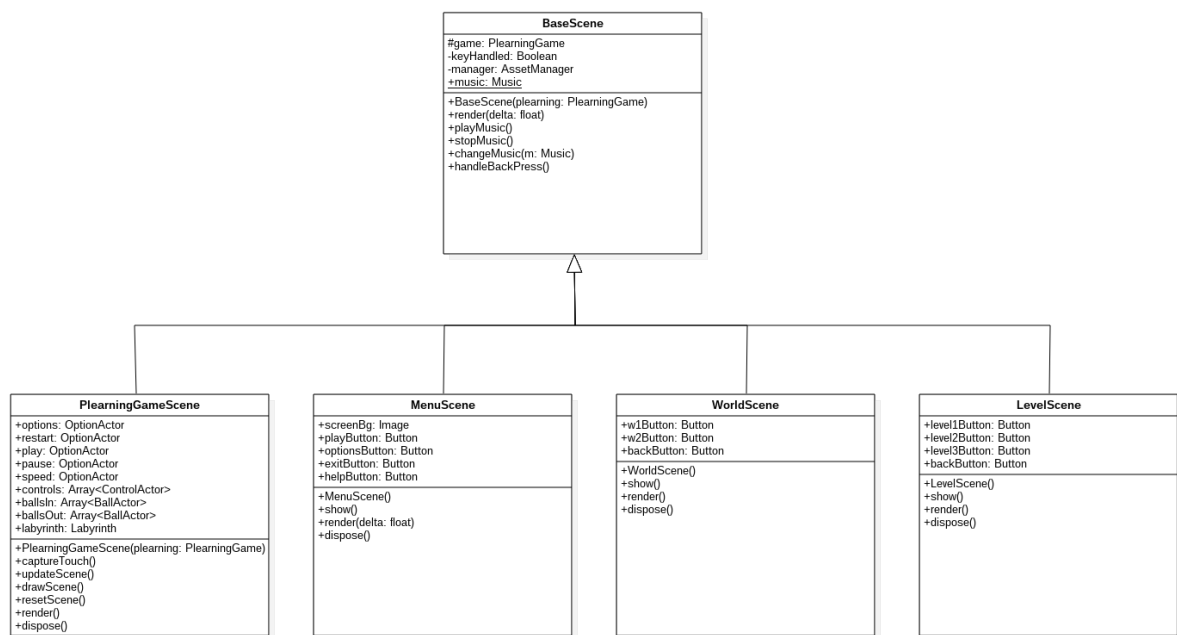 BaseScene
#game: PlearningGame
-keyHandled: Boolean
-manager: AssetManager
+music: Music
+BaseScene(plearning: PlearningGame)
+render(delta: float)
+playMusic()
+stopMusic()
+changeMusic(m: Music)
+handleBackPress()
PlearningGameScene
+options: OptionActor
+restart: OptionActor
+play: OptionActor
+pause: OptionActor
+speed: OptionActor
+controls: Array<ControlActor>
+ballsIn: Array<BallActor>
+ballsOut: Array<BallActor>
+labyrinth: Labyrinth
+PlearningGameScene(plearning: PlearningGame)
+captureTouch()
+updateScene()
+drawScene()
+resetScene()
+render()
+dispose()
MenuScene
+screenBg: Image
+playButton: Button
+optionsButton: Button
+exitButton: Button
+helpButton: Button
+MenuScene()
+show()
+render(delta: float)
+dispose()
WorldScene
+w1Button: Button
+w2Button: Button
+backButton: Button
+WorldScene()
+show()
+render()
+dispose()
LevelScene
+level1Button: Button
+level2Button: Button
+level3Button: Button
+backButton: Button
+LevelScene()
+show()
+render()
+dispose()